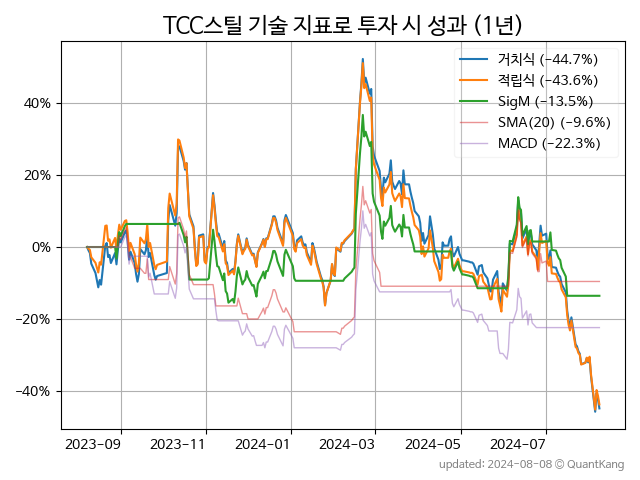 TCC스틸 기술 지표로 투자 시 성과 (1년)
거치식 (−44.7%)
적립식 (−43.6%)
SigM (−13.5%)
SMA(20) (−9.6%)
MACD (−22.3%)
40%
20%
0%
−20%
−40%
2023-09 2023-11 2024-01 2024-03 2024-05 2024-07
updated: 2024-08-08 © QuantKang